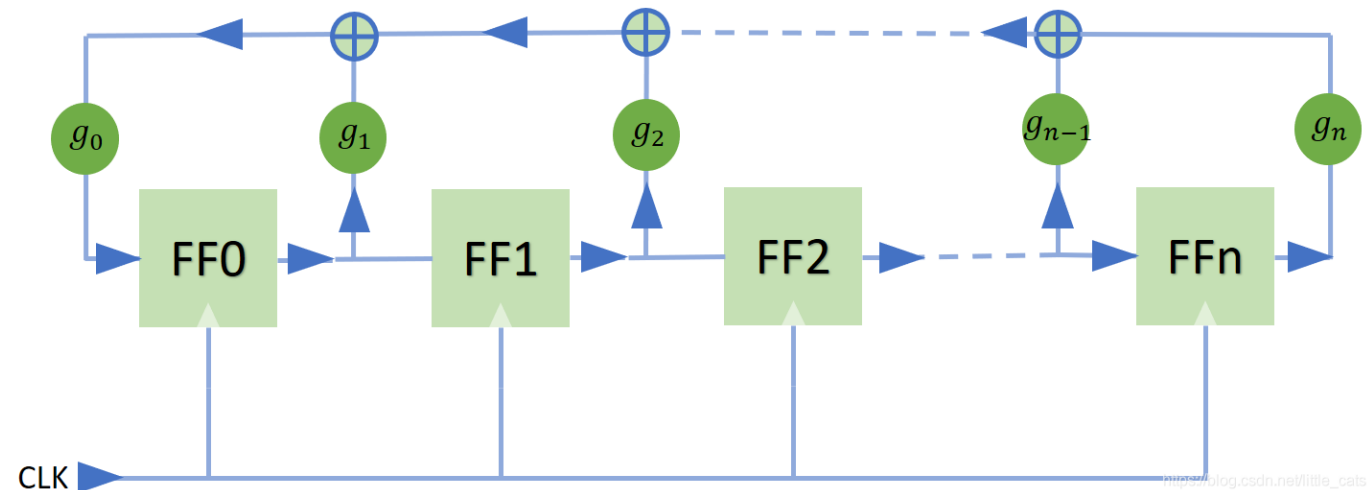 g₀ g₁ g₂ gₙ₋₁ gₙ
FF0 FF1 FF2 FFn
CLK
https://blog.csdn.net/little_cats